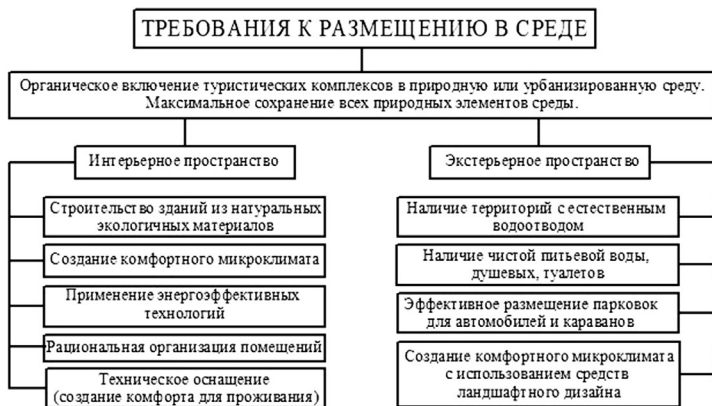 ТРЕБОВАНИЯ К РАЗМЕЩЕНИЮ В СРЕДЕ
Органическое включение туристических комплексов в природную или урбанизированную среду.
Максимальное сохранение всех природных элементов среды.
Интерьерное пространство
Строительство зданий из натуральных
экологичных материалов
Создание комфортного микроклимата
Применение энергоэффективных
технологий
Рациональная организация помещений
Техническое оснащение
(создание комфорта для проживания)
Экстерьерное пространство
Наличие территорий с естественным
водоотводом
Наличие чистой питьевой воды,
душевых, туалетов
Эффективное размещение парковок
для автомобилей и караванов
Создание комфортного микроклимата
с использованием средств
ландшафтного дизайна